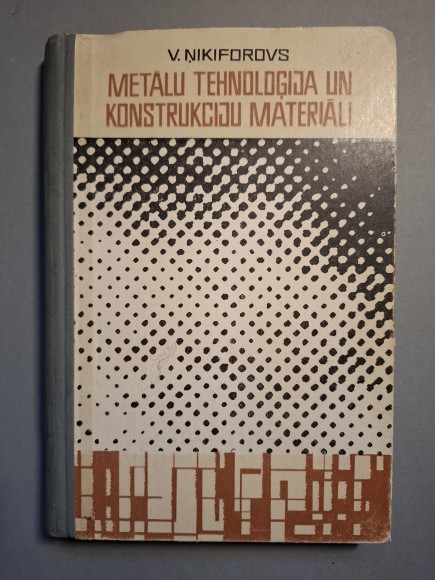 V. ŅIKIFOROVS
METĀLU TEHNOLOĢIJA UN
KONSTRUKCIJU MATERIĀLI